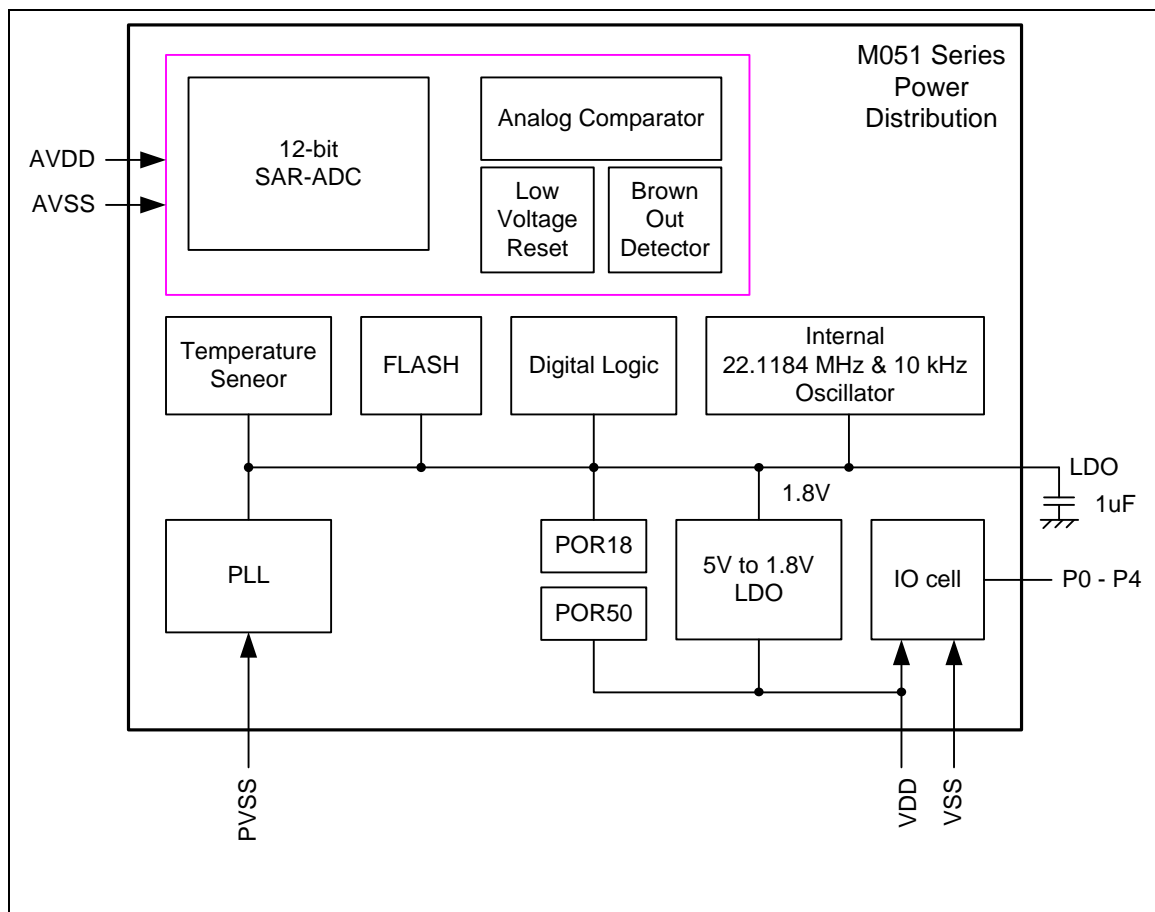 M051 Series
Power
Distribution
AVDD
AVSS
12-bit
SAR-ADC
Analog Comparator
Low
Voltage
Reset
Brown
Out
Detector
Temperature
Seneor
FLASH
Digital Logic
Internal
22.1184 MHz & 10 kHz
Oscillator
LDO
1.8V
1uF
PLL
POR18
POR50
5V to 1.8V
LDO
IO cell
P0 - P4
PVSS
VDD
VSS